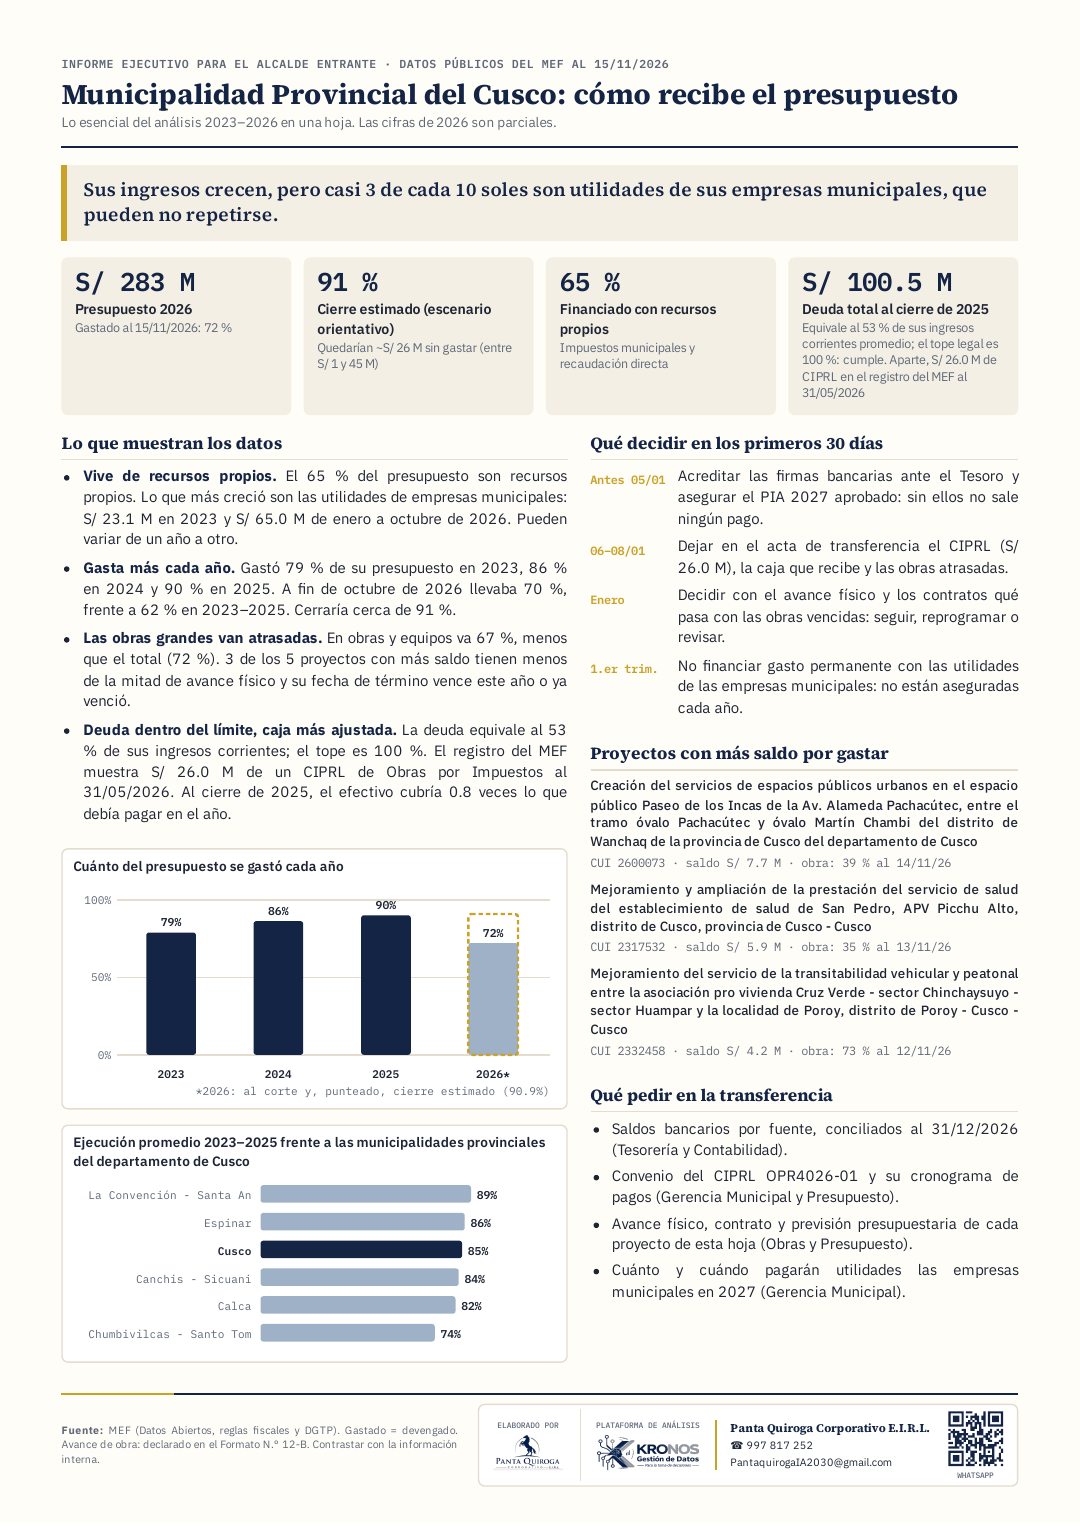 INFORME EJECUTIVO PARA EL ALCALDE ENTRANTE · DATOS PÚBLICOS DEL MEF AL 15/11/2026
Municipalidad Provincial del Cusco: cómo recibe el presupuesto
Lo esencial del análisis 2023–2026 en una hoja. Las cifras de 2026 son parciales.
Sus ingresos crecen, pero casi 3 de cada 10 soles son utilidades de sus empresas municipales, que
pueden no repetirse.
S/ 283 M
Presupuesto 2026
Gastado al 15/11/2026: 72 %
91 %
Cierre estimado (escenario
orientativo)
Quedarían ~S/ 26 M sin gastar (entre
S/ 1 y 45 M)
65 %
Financiado con recursos
propios
Impuestos municipales y
recaudación directa
S/ 100.5 M
Deuda total al cierre de 2025
Equivale al 53 % de sus ingresos
corrientes promedio; el tope legal es
100 %: cumple. Aparte, S/ 26.0 M de
CIPRL en el registro del MEF al
31/05/2026
Lo que muestran los datos
• Vive de recursos propios. El 65 % del presupuesto son recursos
propios. Lo que más creció son las utilidades de empresas municipales:
S/ 23.1 M en 2023 y S/ 65.0 M de enero a octubre de 2026. Pueden
variar de un año a otro.
• Gasta más cada año. Gastó 79 % de su presupuesto en 2023, 86 %
en 2024 y 90 % en 2025. A fin de octubre de 2026 llevaba 70 %,
frente a 62 % en 2023–2025. Cerraría cerca de 91 %.
• Las obras grandes van atrasadas. En obras y equipos va 67 %, menos
que el total (72 %). 3 de los 5 proyectos con más saldo tienen menos
de la mitad de avance físico y su fecha de término vence este año o ya
venció.
• Deuda dentro del límite, caja más ajustada. La deuda equivale al 53
% de sus ingresos corrientes; el tope es 100 %. El registro del MEF
muestra S/ 26.0 M de un CIPRL de Obras por Impuestos al
31/05/2026. Al cierre de 2025, el efectivo cubría 0.8 veces lo que
debía pagar en el año.
Cuánto del presupuesto se gastó cada año
100%
50%
0%
79%
86%
90%
72%
2023
2024
2025
2026*
*2026: al corte y, punteado, cierre estimado (90.9%)
Ejecución promedio 2023–2025 frente a las municipalidades provinciales
del departamento de Cusco
La Convención - Santa An 89%
Espinar 86%
Cusco 85%
Canchis - Sicuani 84%
Calca 82%
Chumbivilcas - Santo Tom 74%
Qué decidir en los primeros 30 días
Antes 05/01 Acreditar las firmas bancarias ante el Tesoro y
asegurar el PIA 2027 aprobado: sin ellos no sale
ningún pago.
06–08/01 Dejar en el acta de transferencia el CIPRL (S/
26.0 M), la caja que recibe y las obras atrasadas.
Enero Decidir con el avance físico y los contratos qué
pasa con las obras vencidas: seguir, reprogramar o
revisar.
1.er trim. No financiar gasto permanente con las utilidades
de las empresas municipales: no están aseguradas
cada año.
Proyectos con más saldo por gastar
Creación del servicios de espacios públicos urbanos en el espacio
público Paseo de los Incas de la Av. Alameda Pachacútec, entre el
tramo óvalo Pachacútec y óvalo Martín Chambi del distrito de
Wanchaq de la provincia de Cusco del departamento de Cusco
CUI 2600073 · saldo S/ 7.7 M · obra: 39 % al 14/11/26
Mejoramiento y ampliación de la prestación del servicio de salud
del establecimiento de salud de San Pedro, APV Picchu Alto,
distrito de Cusco, provincia de Cusco - Cusco
CUI 2317532 · saldo S/ 5.9 M · obra: 35 % al 13/11/26
Mejoramiento del servicio de la transitabilidad vehicular y peatonal
entre la asociación pro vivienda Cruz Verde - sector Chinchaysuyo -
sector Huampar y la localidad de Poroy, distrito de Poroy - Cusco -
Cusco
CUI 2332458 · saldo S/ 4.2 M · obra: 73 % al 12/11/26
Qué pedir en la transferencia
• Saldos bancarios por fuente, conciliados al 31/12/2026
(Tesorería y Contabilidad).
• Convenio del CIPRL OPR4026-01 y su cronograma de
pagos (Gerencia Municipal y Presupuesto).
• Avance físico, contrato y previsión presupuestaria de cada
proyecto de esta hoja (Obras y Presupuesto).
• Cuánto y cuándo pagarán utilidades las empresas
municipales en 2027 (Gerencia Municipal).
Fuente: MEF (Datos Abiertos, reglas fiscales y DGTP). Gastado = devengado.
Avance de obra: declarado en el Formato N.° 12-B. Contrastar con la información
interna.
ELABORADO POR
PANTA QUIROGA
PLATAFORMA DE ANÁLISIS
KRONOS
Gestión de Datos
Panta Quiroga Corporativo E.I.R.L.
☎ 997 817 252
PantaquirogaIA2030@gmail.com
WHATSAPP